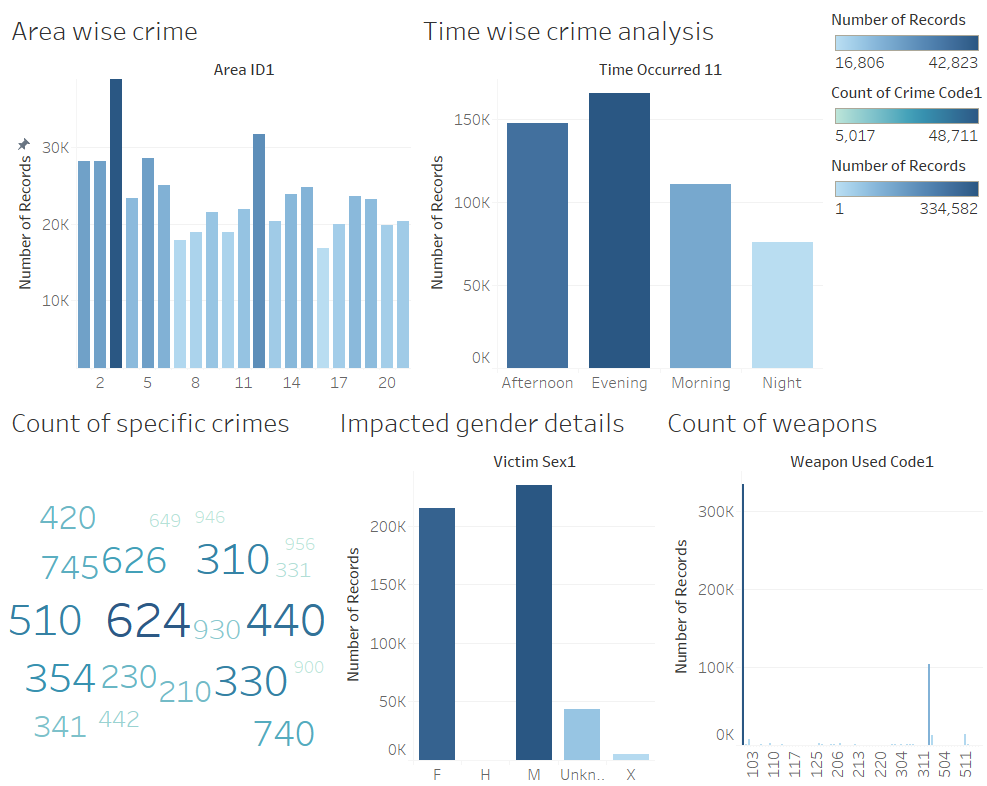 Area wise crime
Area ID1
Number of Records
30K
20K
10K
2 5 8 11 14 17 20
Time wise crime analysis
Time Occurred 11
Number of Records
150K
100K
50K
0K
Afternoon Evening Morning Night
Number of Records
16,806 42,823
Count of Crime Code1
5,017 48,711
Number of Records
1 334,582
Count of specific crimes
420 649 946
745 626 310 956
331
510 624 930 440
354 230 210 330 900
341 442 740
Impacted gender details
Victim Sex1
Number of Records
200K
150K
100K
50K
0K
F H M Unkn.. X
Count of weapons
Weapon Used Code1
Number of Records
300K
200K
100K
0K
103 110 117 125 206 213 220 304 311 504 511